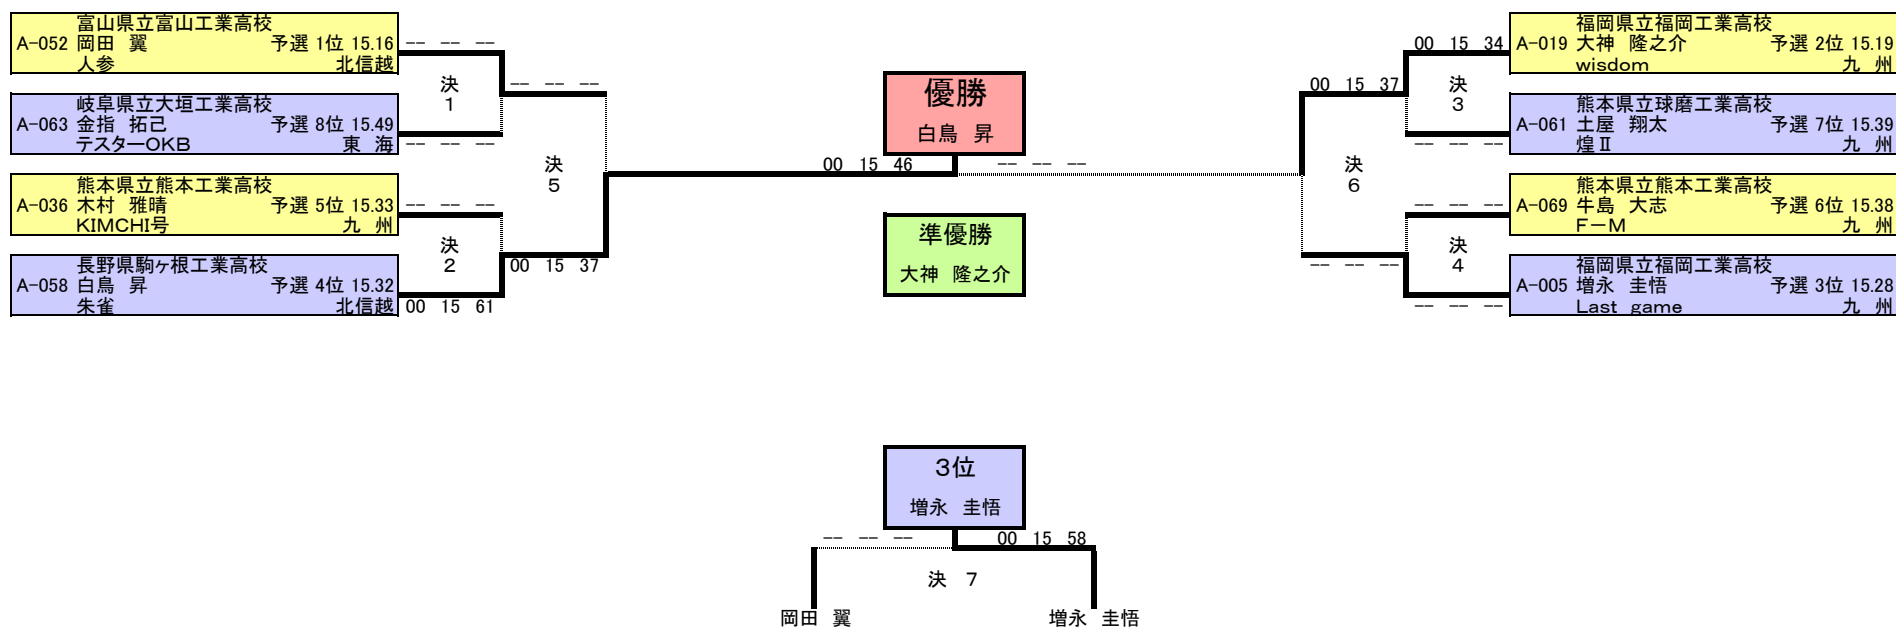 富山県立富山工業高校
A-052 岡田 翼 予選 1位 15.16
人参 北信越
-- -- --
決
1
岐阜県立大垣工業高校
A-063 金指 拓己 予選 8位 15.49
テスターOKB 東 海
-- -- --
-- -- --
決
5
熊本県立熊本工業高校
A-036 木村 雅晴 予選 5位 15.33
KIMCHI号 九 州
-- -- --
決
2
00 15 37
長野県駒ヶ根工業高校
A-058 白鳥 昇 予選 4位 15.32
朱雀 北信越
00 15 61
優勝
白鳥 昇
00 15 46
-- -- --
準優勝
大神 隆之介
福岡県立福岡工業高校
A-019 大神 隆之介 予選 2位 15.19
wisdom 九 州
00 15 34
決
3
00 15 37
熊本県立球磨工業高校
A-061 土屋 翔太 予選 7位 15.39
煌Ⅱ 九 州
-- -- --
決
6
熊本県立熊本工業高校
A-069 牛島 大志 予選 6位 15.38
F-M 九 州
-- -- --
決
4
-- -- --
福岡県立福岡工業高校
A-005 増永 圭悟 予選 3位 15.28
Last game 九 州
-- -- --
3位
増永 圭悟
-- -- --
00 15 58
決 7
岡田 翼
増永 圭悟